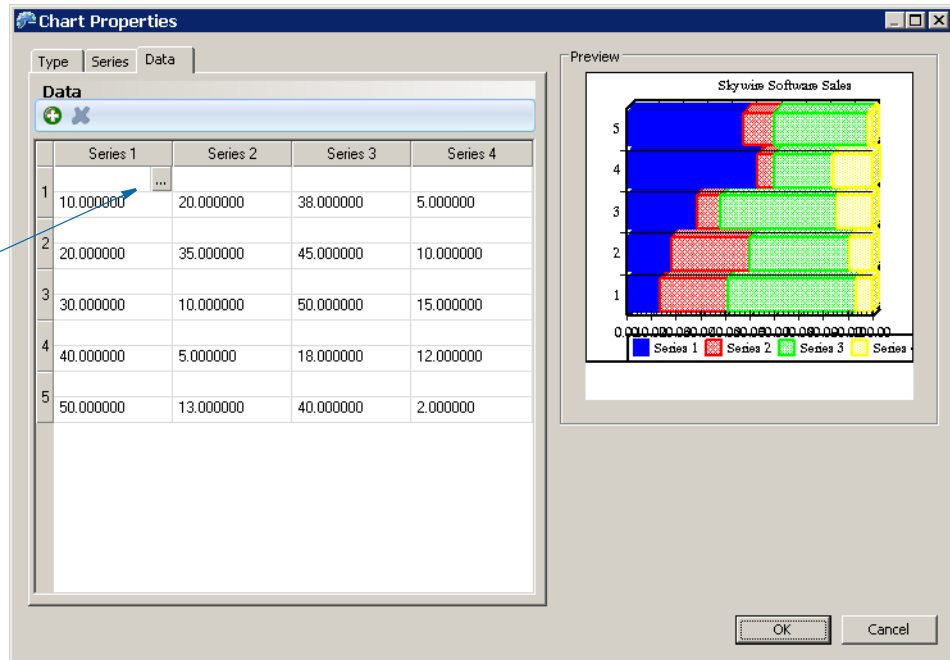 Chart Properties
Type Series Data
Data
Series 1 Series 2 Series 3 Series 4
...
1 10.000000 20.000000 38.000000 5.000000
2 20.000000 35.000000 45.000000 10.000000
3 30.000000 10.000000 50.000000 15.000000
4 40.000000 5.000000 18.000000 12.000000
5 50.000000 13.000000 40.000000 2.000000
Preview
Skywire Software Sales
5
4
3
2
1
Series 1 Series 2 Series 3 Series
OK Cancel